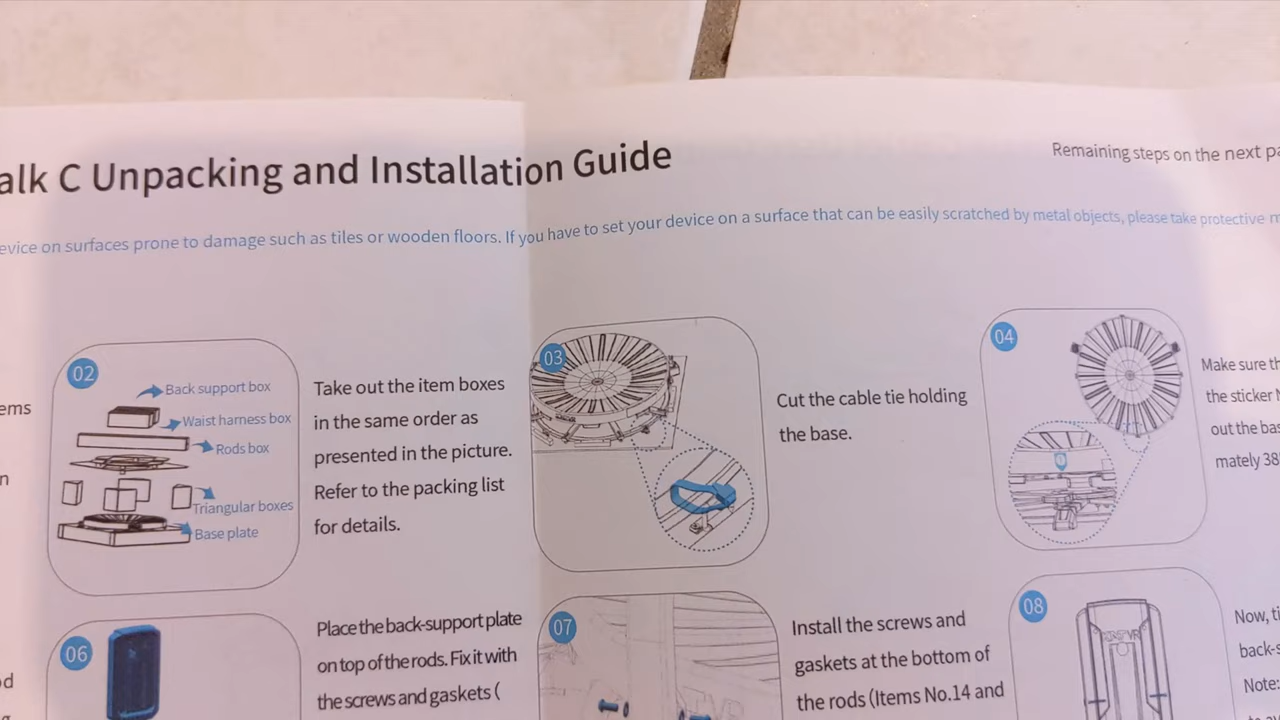 alk C Unpacking and Installation Guide
Remaining steps on the next pa
evice on surfaces prone to damage such as tiles or wooden floors. If you have to set your device on a surface that can be easily scratched by metal objects, please take protective m
ems
n
02
Back support box
Waist harness box
Rods box
Triangular boxes
Base plate
Take out the item boxes
in the same order as
presented in the picture.
Refer to the packing list
for details.
03
Cut the cable tie holding
the base.
04
Make sure th
the sticker
out the bas
mately 38
06
Place the back-support plate
on top of the rods. Fix it with
the screws and gaskets (
07
Install the screws and
gaskets at the bottom of
the rods (Items No.14 and
08
KATVR
Now, ti
back-s
Note: